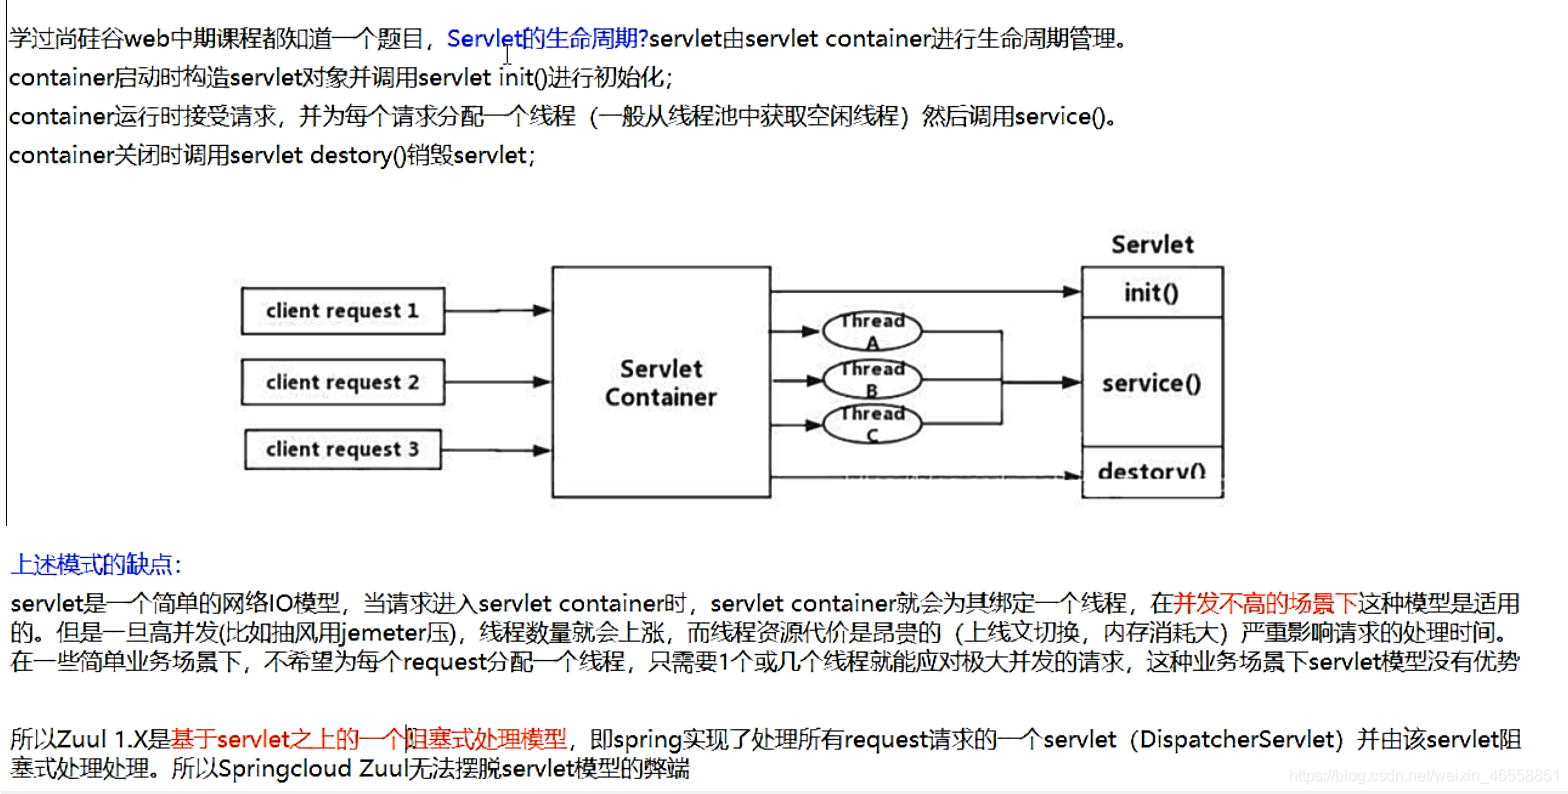 学过尚硅谷web中期课程都知道一个题目，Servlet的生命周期?servlet由servlet container进行生命周期管理。
container启动时构造servlet对象并调用servlet init()进行初始化；
container运行时接受请求，并为每个请求分配一个线程（一般从线程池中获取空闲线程）然后调用service()。
container关闭时调用servlet destory()销毁servlet；
Servlet
client request 1
client request 2
client request 3
Servlet
Container
Thread
A
Thread
B
Thread
C
init()
service()
destory()
上述模式的缺点：
servlet是一个简单的网络IO模型，当请求进入servlet container时，servlet container就会为其绑定一个线程，在并发不高的场景下这种模型是适用
的。但是一旦高并发(比如抽风用jemeter压)，线程数量就会上涨，而线程资源代价是昂贵的（上线文切换，内存消耗大）严重影响请求的处理时间。
在一些简单业务场景下，不希望为每个request分配一个线程，只需要1个或几个线程就能应对极大并发的请求，这种业务场景下servlet模型没有优势
所以Zuul 1.X是基于servlet之上的一个阻塞式处理模型，即spring实现了处理所有request请求的一个servlet（DispatcherServlet）并由该servlet阻
塞式处理处理。所以Springcloud Zuul无法摆脱servlet模型的弊端
https://blog.csdn.net/weixin_46658851